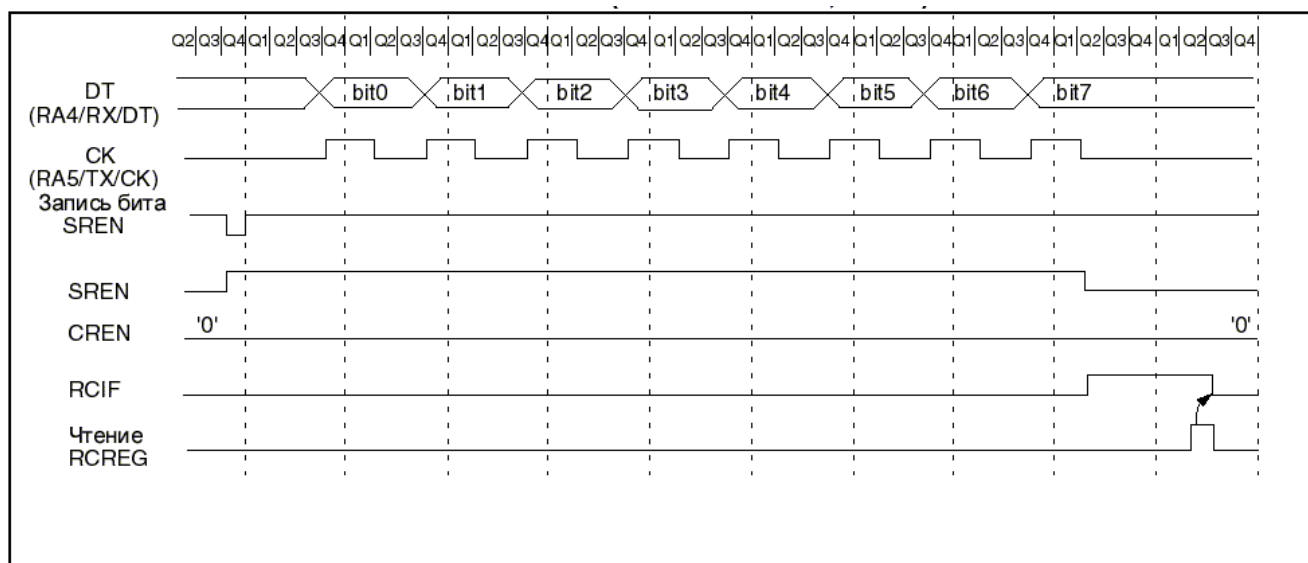 Q2|Q3|Q4|Q1|Q2|Q3|Q4|Q1|Q2|Q3|Q4|Q1|Q2|Q3|Q4|Q1|Q2|Q3|Q4|Q1|Q2|Q3|Q4|Q1|Q2|Q3|Q4|Q1|Q2|Q3|Q4|Q1|Q2|Q3|Q4|Q1|Q2|Q3|Q4|Q1|Q2|Q3|Q4
DT bit0 bit1 bit2 bit3 bit4 bit5 bit6 bit7
(RA4/RX/DT)
CK
(RA5/TX/CK)
Запись бита
SREN
SREN
CREN '0' '0'
RCIF
Чтение
RCREG